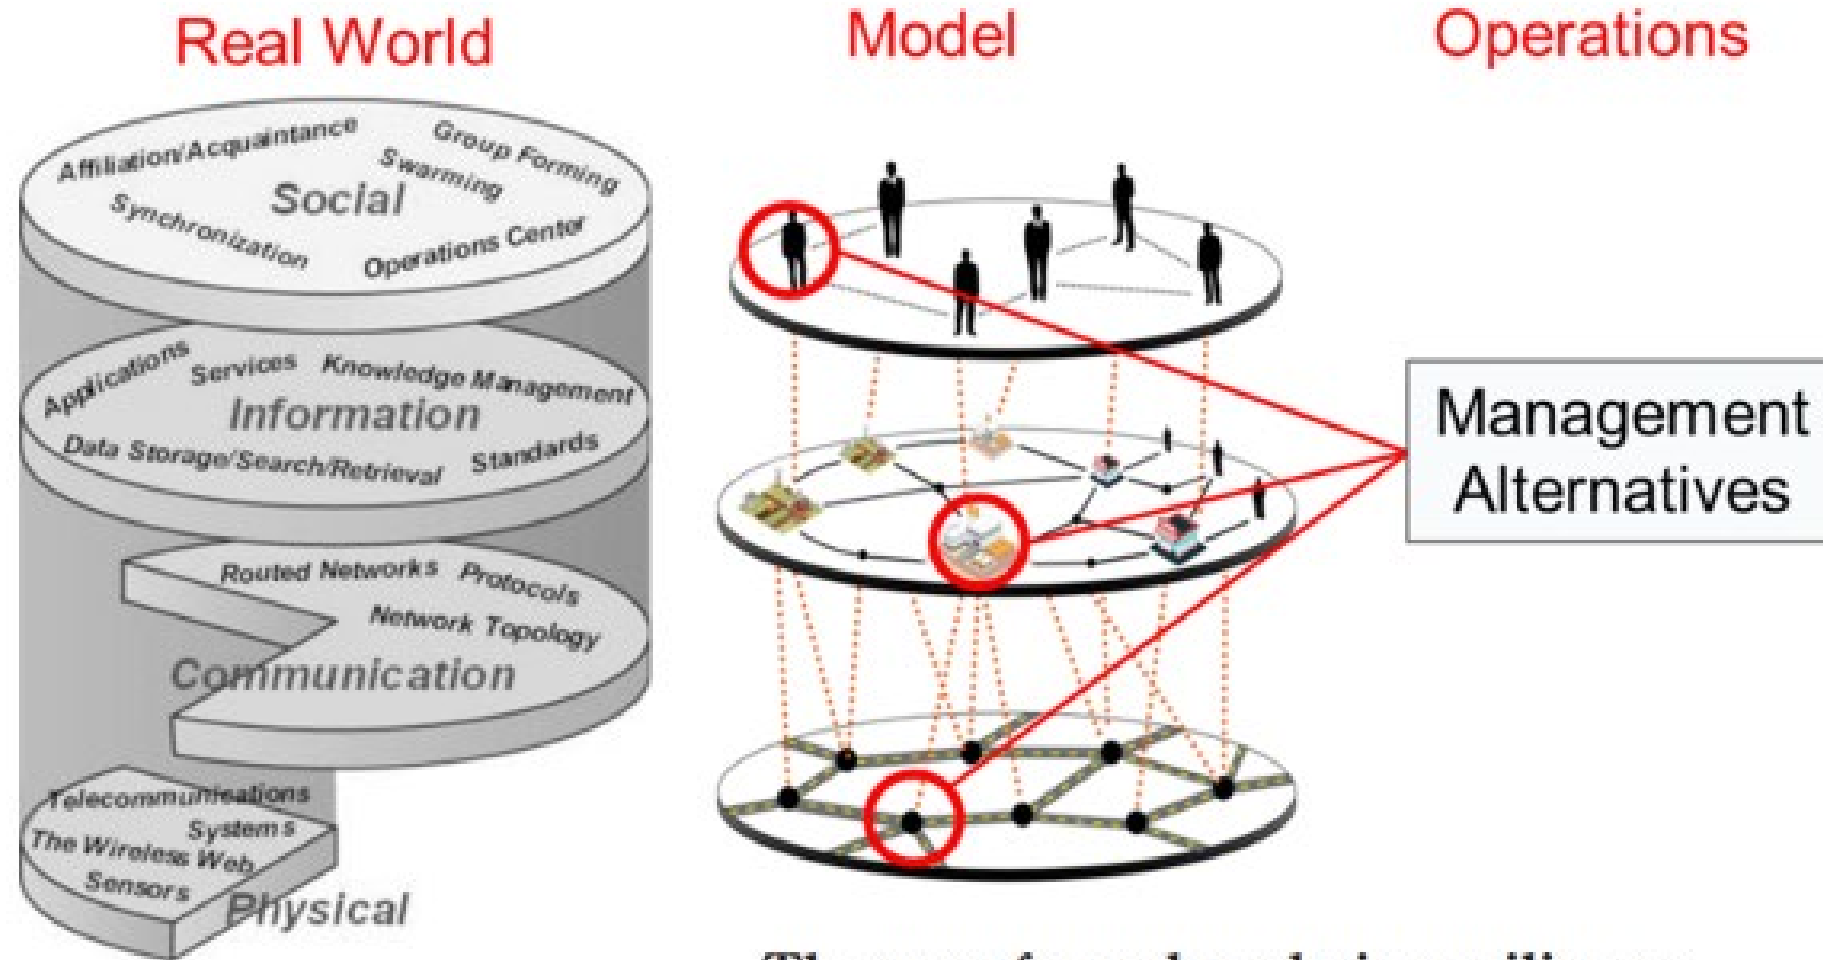 Real World
Model
Operations
Affiliation/Acquaintance
Group Forming
Swarming
Social
Synchronization
Operations Center
Applications
Services
Knowledge Management
Information
Data Storage/Search/Retrieval
Standards
Management
Alternatives
Routed Networks
Protocols
Network Topology
Communication
Telecommunications
Systems
The Wireless Web
Sensors
Physical